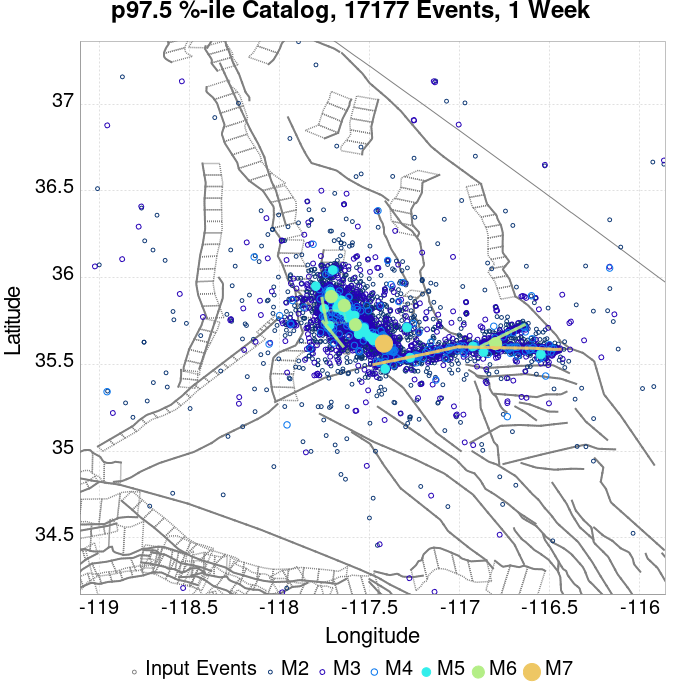 p97.5 %-ile Catalog, 17177 Events, 1 Week
37
36.5
36
35.5
35
34.5
Latitude
-119 -118.5 -118 -117.5 -117 -116.5 -116
Longitude
Input Events M2 M3 M4 M5 M6 M7